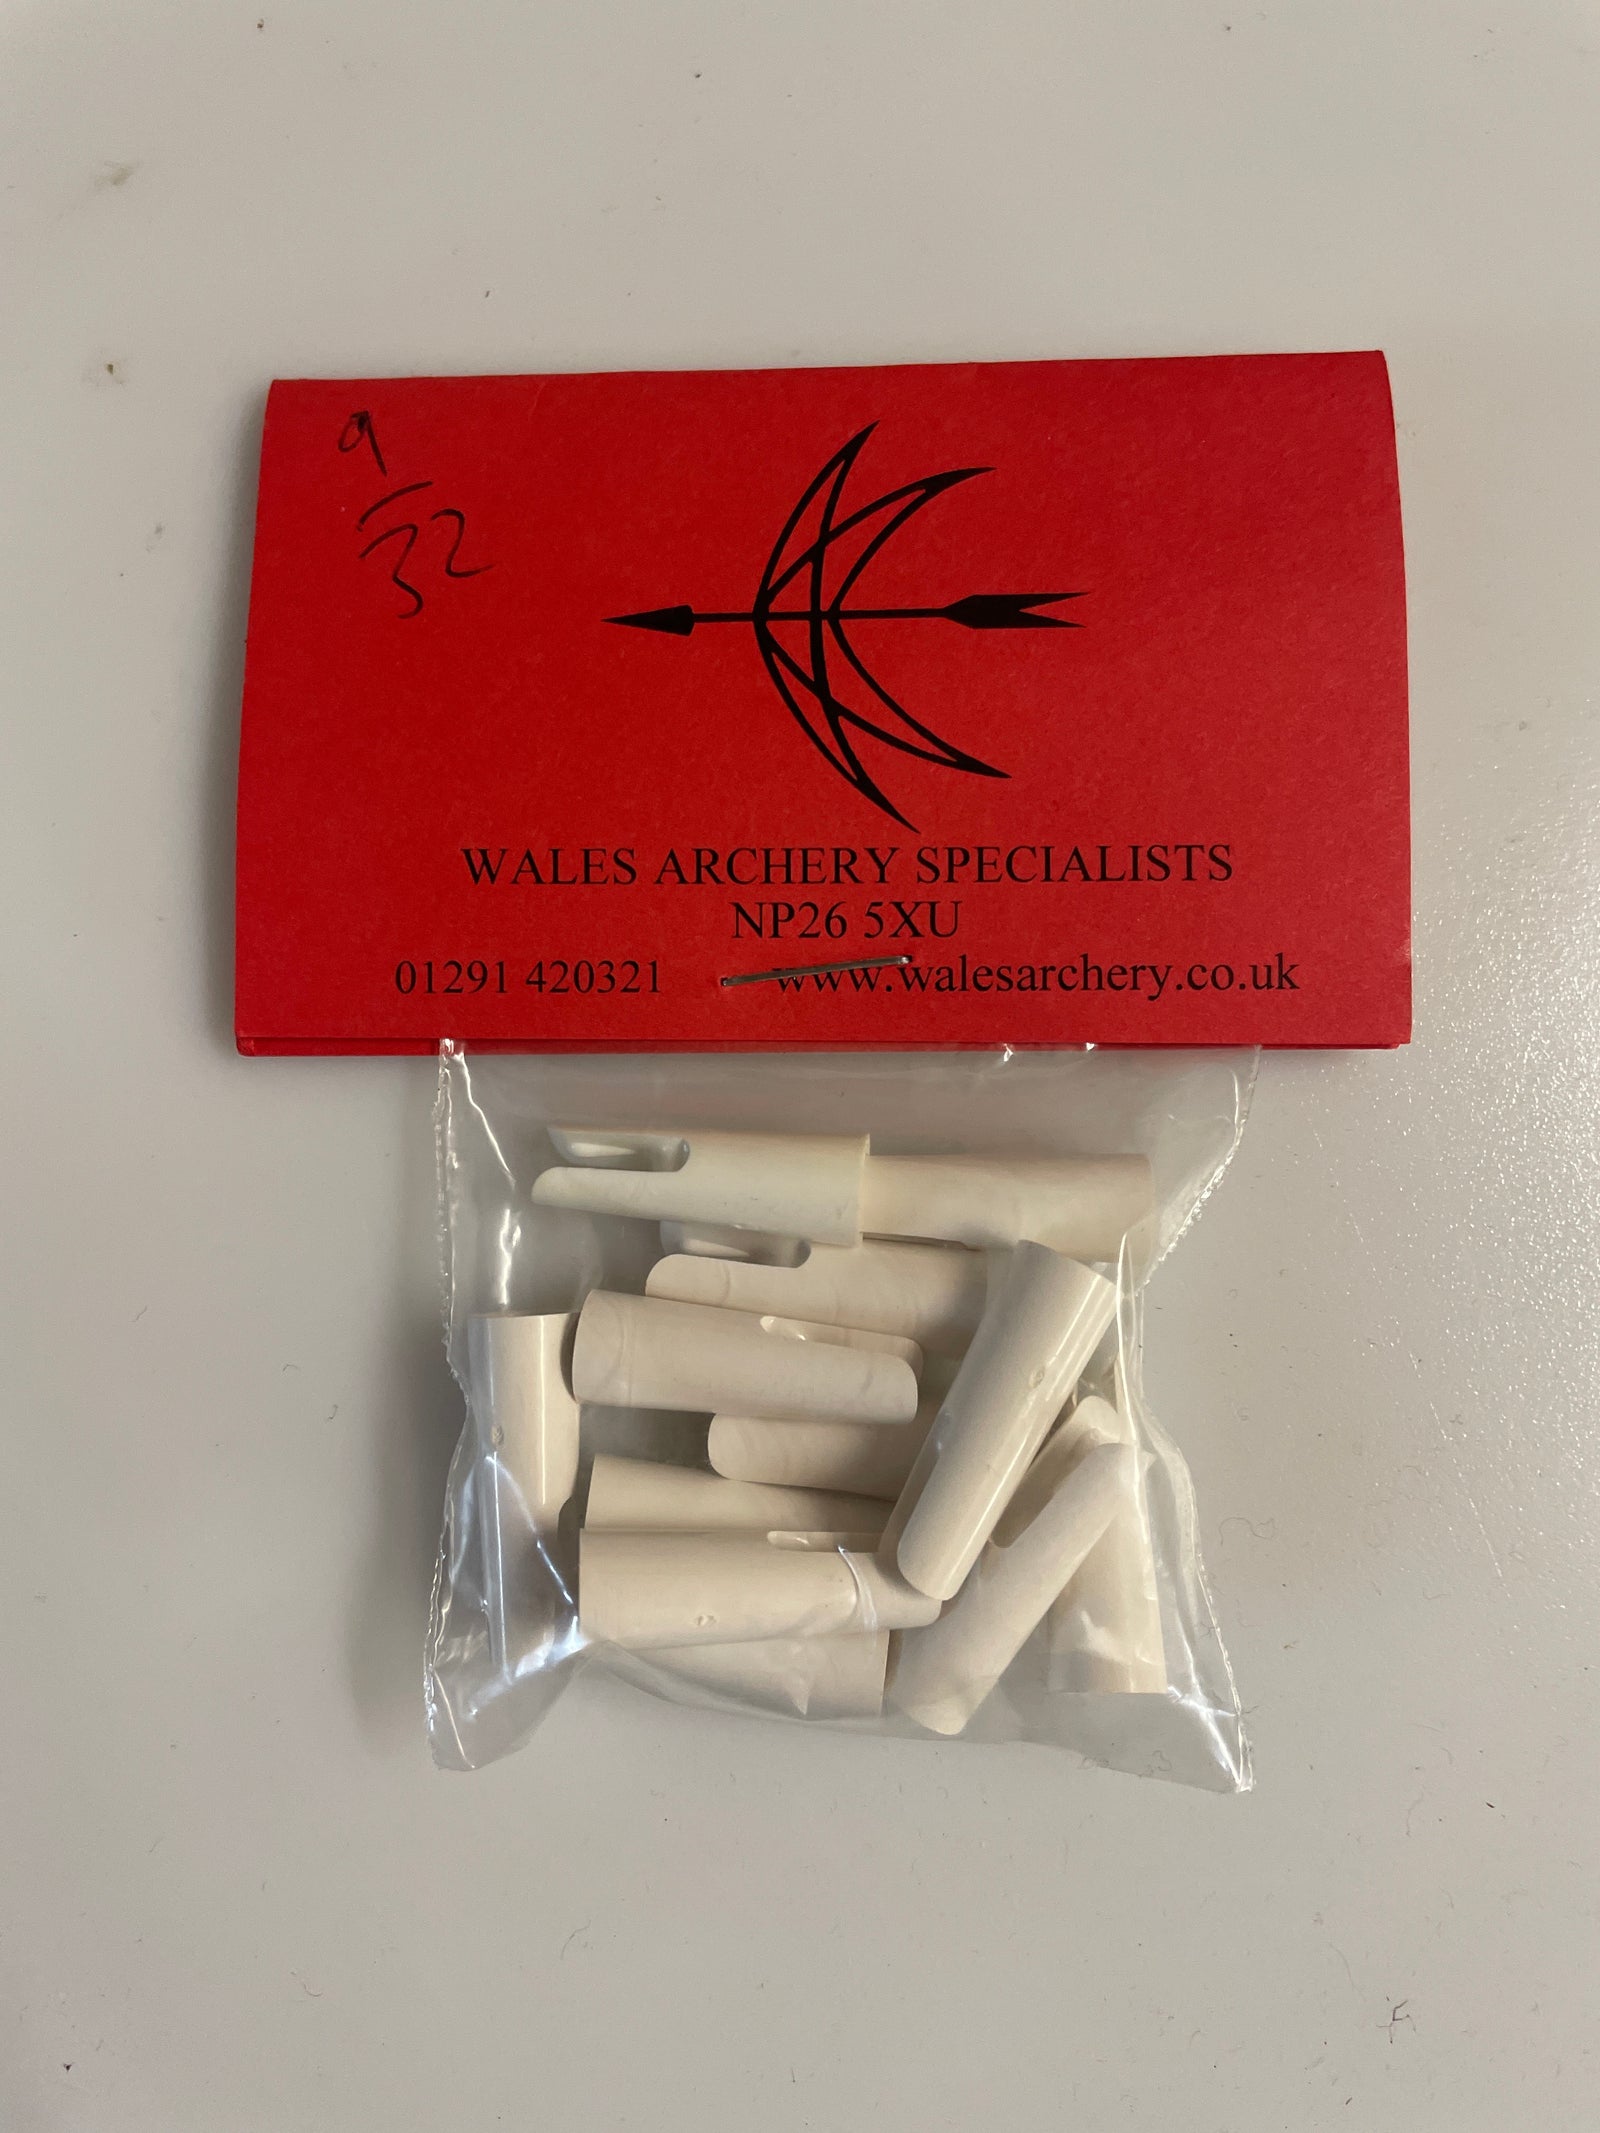 9
32
WALES ARCHERY SPECIALISTS
NP26 5XU
01291 420321 www.walesarchery.co.uk